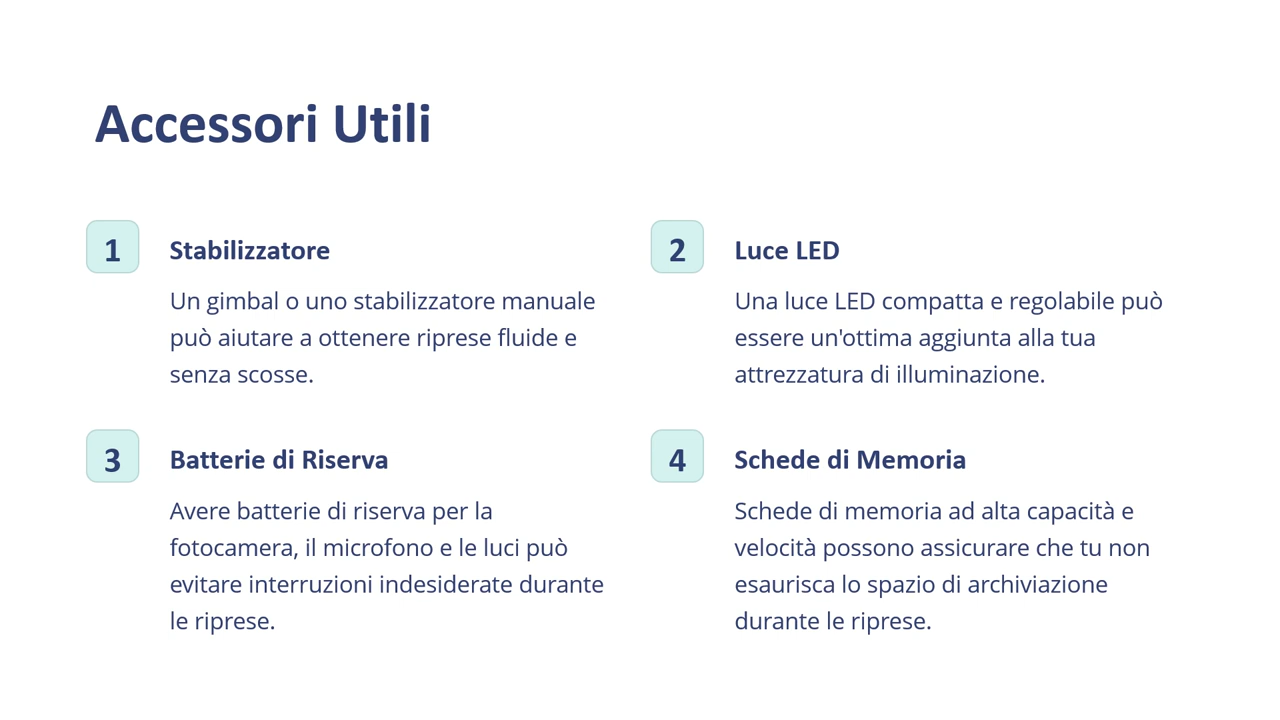 Accessori Utili
1
Stabilizzatore
Un gimbal o uno stabilizzatore manuale
può aiutare a ottenere riprese fluide e
senza scosse.
2
Luce LED
Una luce LED compatta e regolabile può
essere un'ottima aggiunta alla tua
attrezzatura di illuminazione.
3
Batterie di Riserva
Avere batterie di riserva per la
fotocamera, il microfono e le luci può
evitare interruzioni indesiderate durante
le riprese.
4
Schede di Memoria
Schede di memoria ad alta capacità e
velocità possono assicurare che tu non
esaurisca lo spazio di archiviazione
durante le riprese.